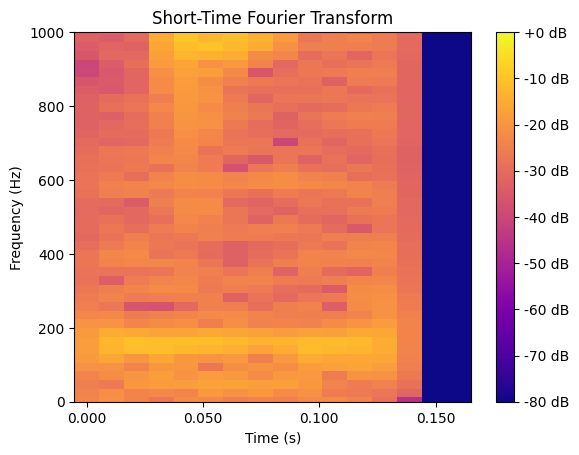 Short-Time Fourier Transform
1000
800
600
400
200
0
Frequency (Hz)
0.000
0.050
0.100
0.150
Time (s)
+0 dB
-10 dB
-20 dB
-30 dB
-40 dB
-50 dB
-60 dB
-70 dB
-80 dB